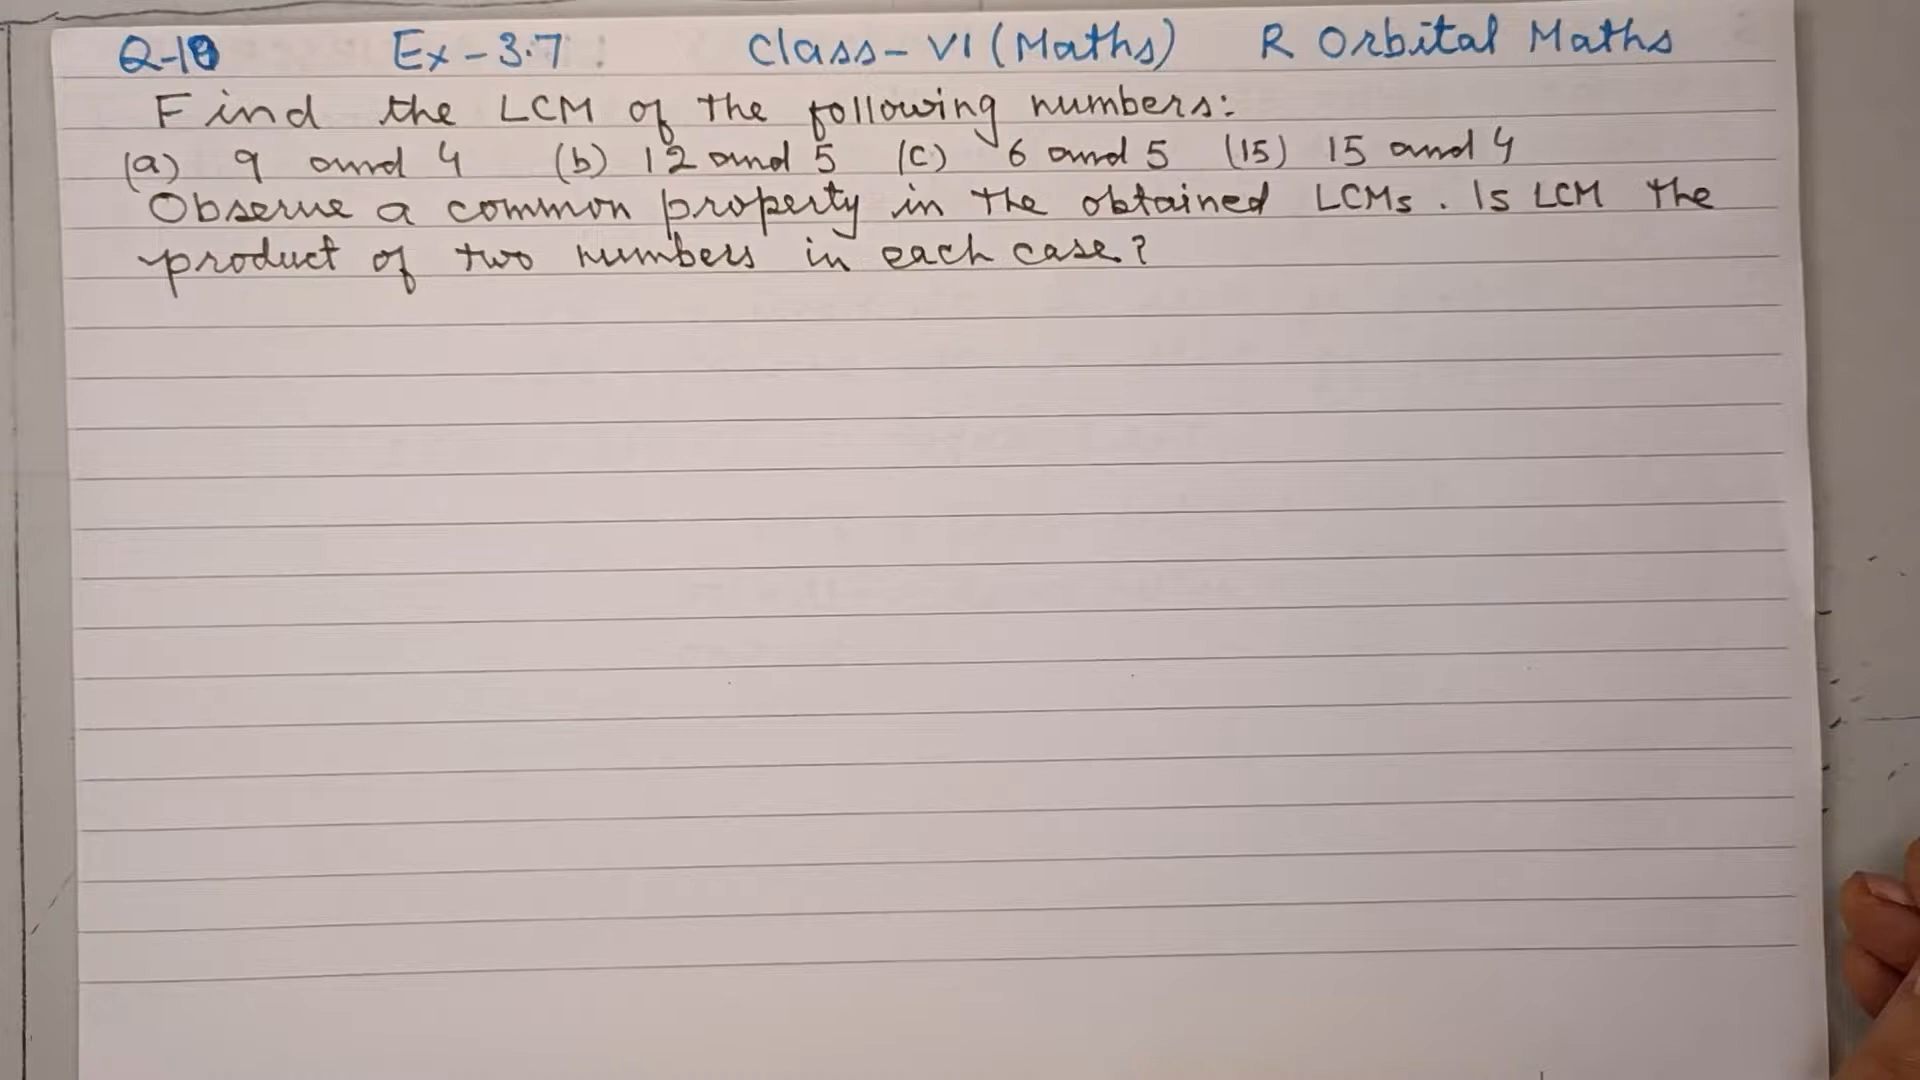 Q-10 Ex-3.7: Class-VI (Maths) R Orbital Maths
Find the LCM of the following numbers:
(a) 9 and 4 (b) 12 and 5 (c) 6 and 5 (15) 15 and 4
Observe a common property in the obtained LCMs. Is LCM the
product of two numbers in each case?